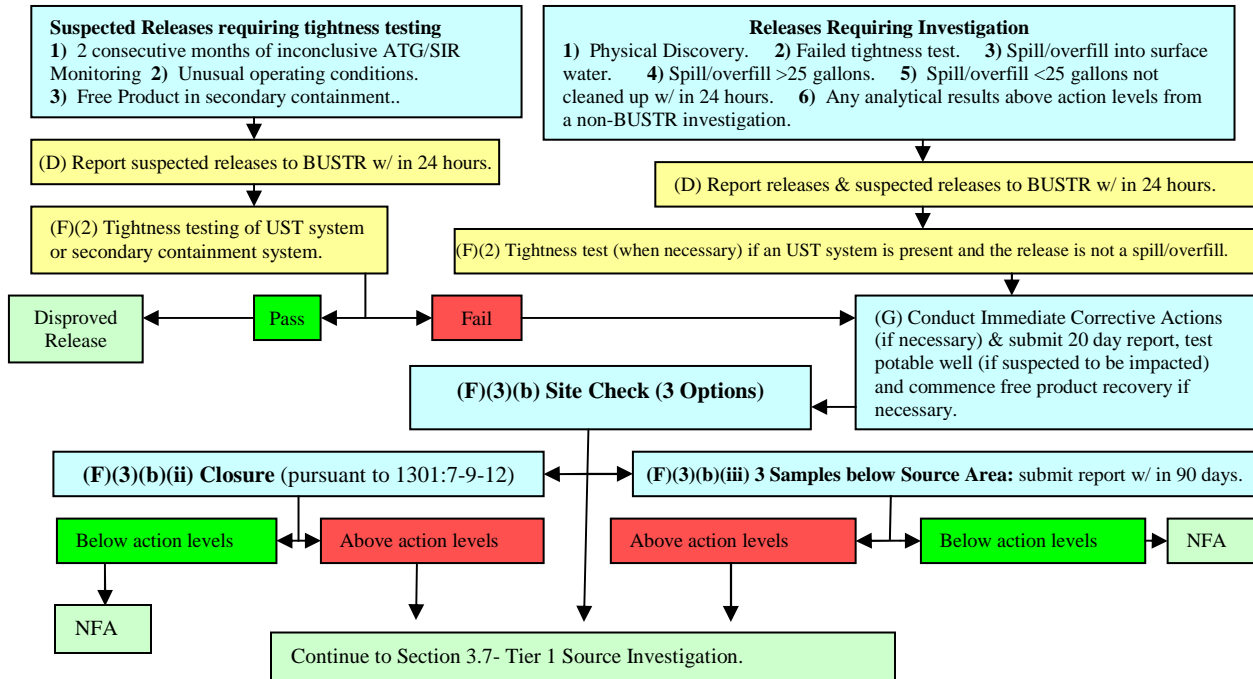 Suspected Releases requiring tightness testing
1) 2 consecutive months of inconclusive ATG/SIR
Monitoring 2) Unusual operating conditions.
3) Free Product in secondary containment..
Releases Requiring Investigation
1) Physical Discovery. 2) Failed tightness test. 3) Spill/overfill into surface
water. 4) Spill/overfill >25 gallons. 5) Spill/overfill <25 gallons not
cleaned up w/ in 24 hours. 6) Any analytical results above action levels from
a non-BUSTR investigation.
(D) Report suspected releases to BUSTR w/ in 24 hours.
(D) Report releases & suspected releases to BUSTR w/ in 24 hours.
(F)(2) Tightness testing of UST system
or secondary containment system.
(F)(2) Tightness test (when necessary) if an UST system is present and the release is not a spill/overfill.
Disproved
Release
Pass
Fail
(G) Conduct Immediate Corrective Actions
(if necessary) & submit 20 day report, test
potable well (if suspected to be impacted)
and commence free product recovery if
necessary.
(F)(3)(b) Site Check (3 Options)
(F)(3)(b)(ii) Closure (pursuant to 1301:7-9-12)
(F)(3)(b)(iii) 3 Samples below Source Area: submit report w/ in 90 days.
Below action levels
Above action levels
Above action levels
Below action levels
NFA
NFA
Continue to Section 3.7- Tier 1 Source Investigation.